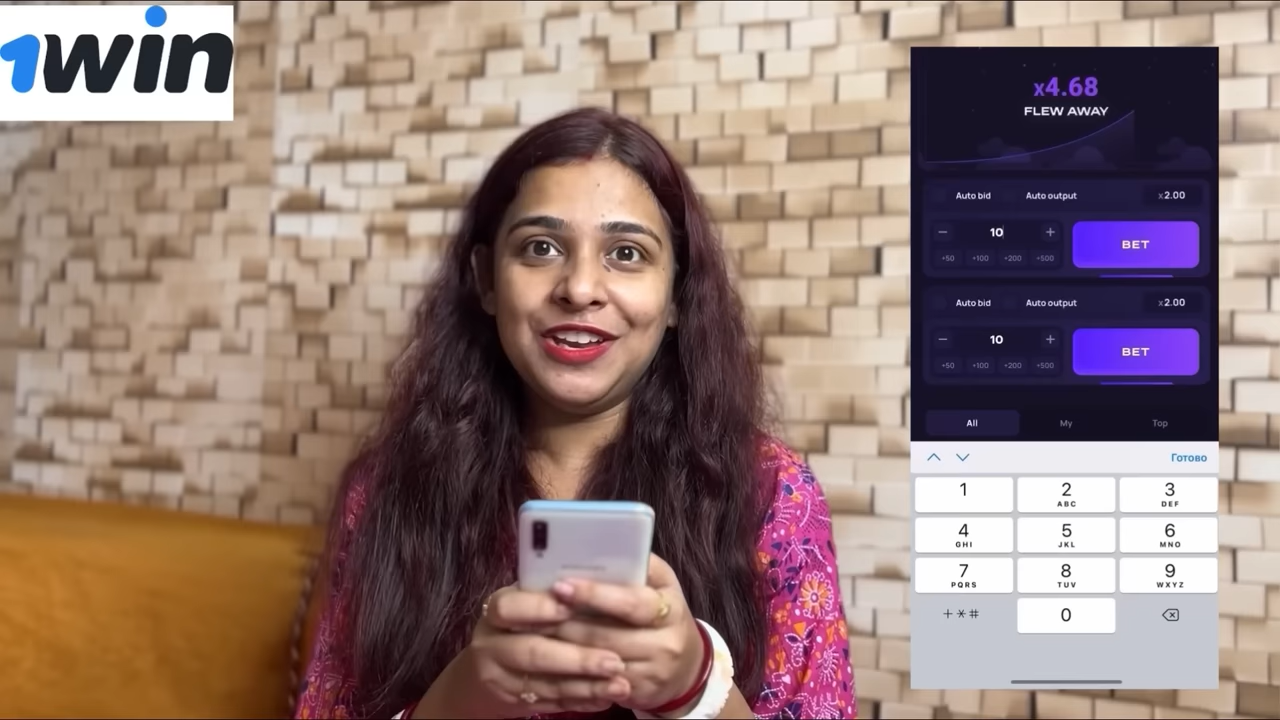 1win
x4.68
FLEW AWAY
Auto bid Auto output x2.00
− 10 +
+50 +100 +200 +500
BET
Auto bid Auto output x2.00
− 10 +
+50 +100 +200 +500
BET
All My Top
Готово
1 2 3
ABC DEF
4 5 6
GHI JKL MNO
7 8 9
PQRS TUV WXYZ
+*# 0